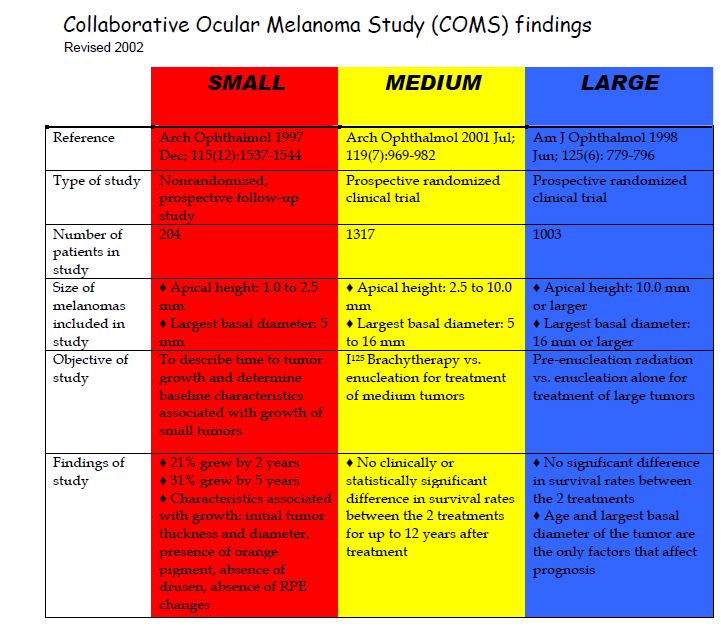 Collaborative Ocular Melanoma Study (COMS) findings
Revised 2002
SMALL
MEDIUM
LARGE
Reference
Arch Ophthalmol 1997
Dec; 115(12):1537-1544
Arch Ophthalmol 2001 Jul;
119(7):969-982
Am J Ophthalmol 1998
Jun; 125(6): 779-796
Type of study
Nonrandomized,
prospective follow-up
study
Prospective randomized
clinical trial
Prospective randomized
clinical trial
Number of
patients in
study
204
1317
1003
Size of
melanomas
included in
study
♦ Apical height: 1.0 to 2.5
mm
♦ Largest basal diameter: 5
mm
♦ Apical height: 2.5 to 10.0
mm
♦ Largest basal diameter: 5
to 16 mm
♦ Apical height: 10.0 mm
or larger
♦ Largest basal diameter:
16 mm or larger
Objective of
study
To describe time to tumor
growth and determine
baseline characteristics
associated with growth of
small tumors
I¹²⁵ Brachytherapy vs.
enucleation for treatment
of medium tumors
Pre-enucleation radiation
vs. enucleation alone for
treatment of large tumors
Findings of
study
♦ 21% grew by 2 years
♦ 31% grew by 5 years
♦ Characteristics associated
with growth: initial tumor
thickness and diameter,
presence of orange
pigment, absence of
drusen, absence of RPE
changes
♦ No clinically or
statistically significant
difference in survival rates
between the 2 treatments
for up to 12 years after
treatment
♦ No significant difference
in survival rates between
the 2 treatments
♦ Age and largest basal
diameter of the tumor are
the only factors that affect
prognosis